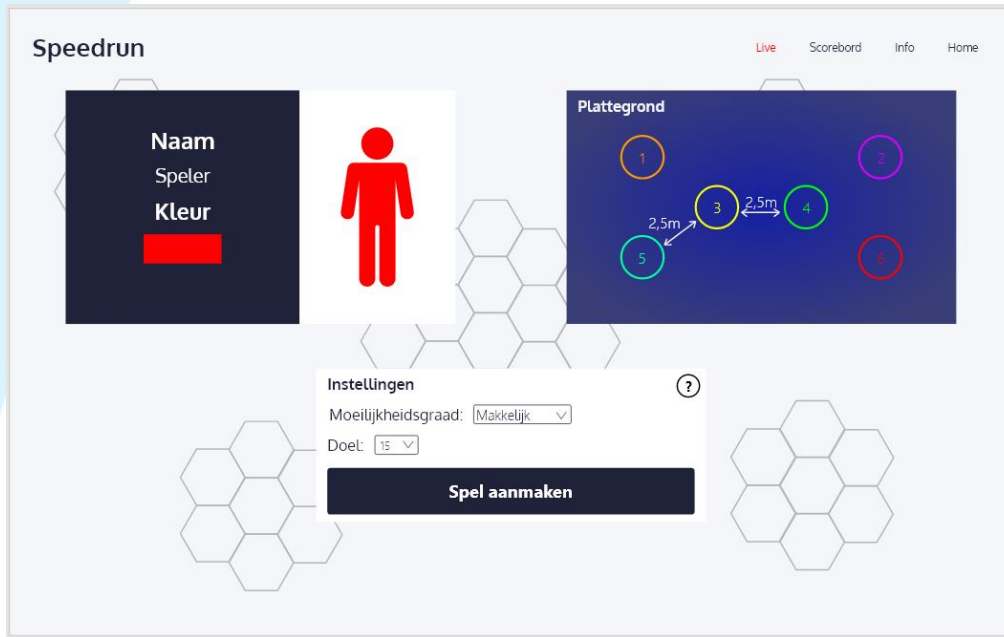 Speedrun
Live Scorebord Info Home
Naam
Speler
Kleur
Plattegrond
1
2
3
2,5m
4
2,5m
5
6
Instellingen
?
Moeilijkheidsgraad: Makkelijk
Doel: 15
Spel aanmaken